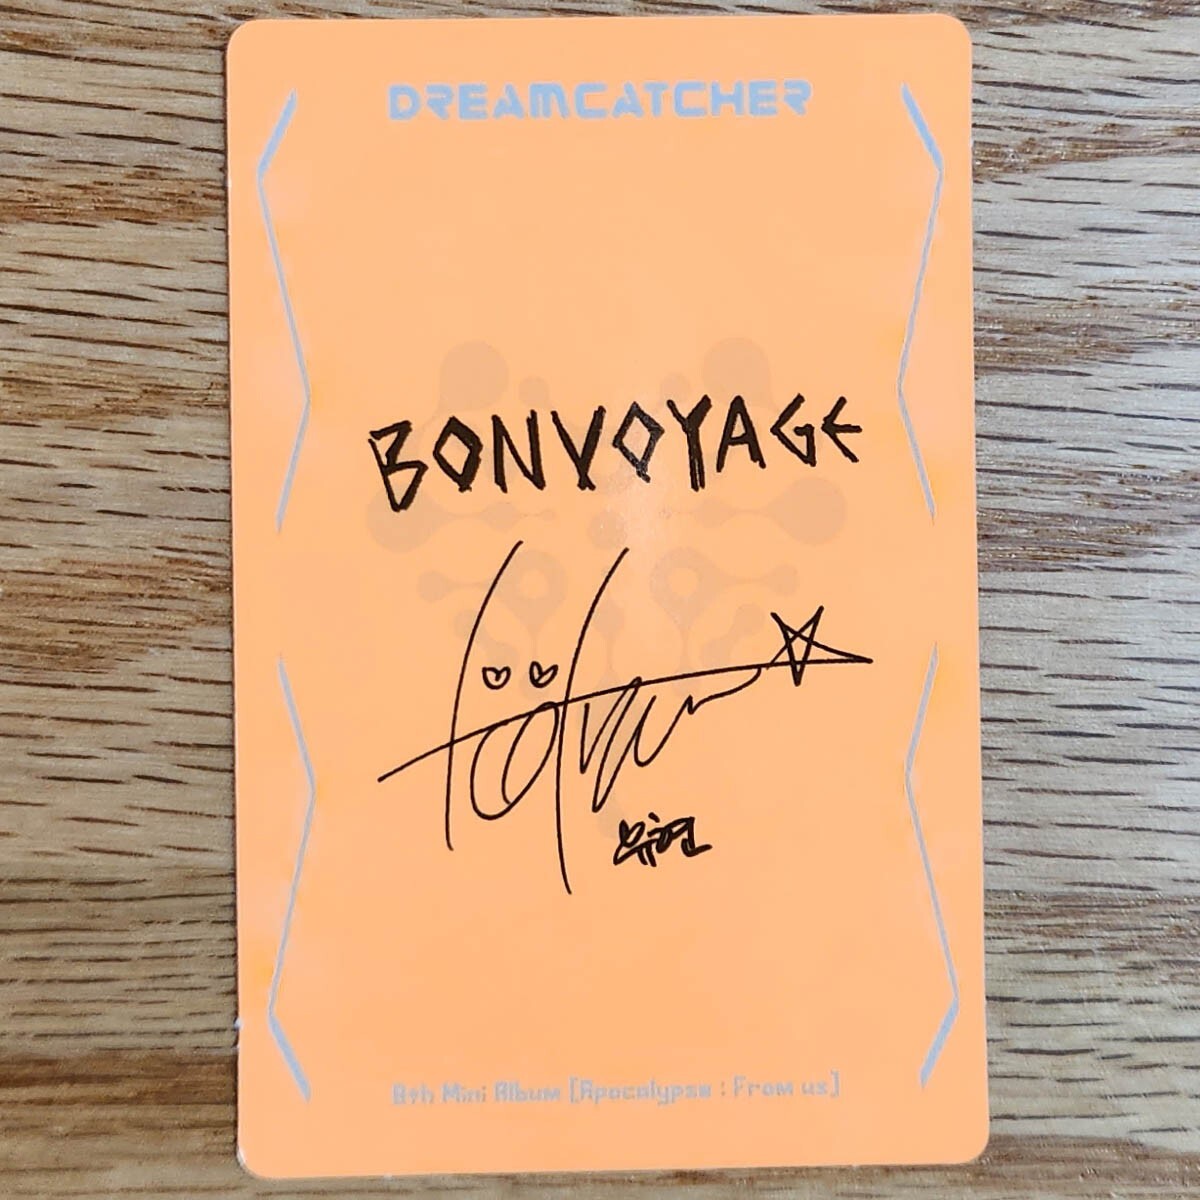 DREAMCATCHER
BONVOYAGE
유현
8th Mini Album [Apocalypse : From us]